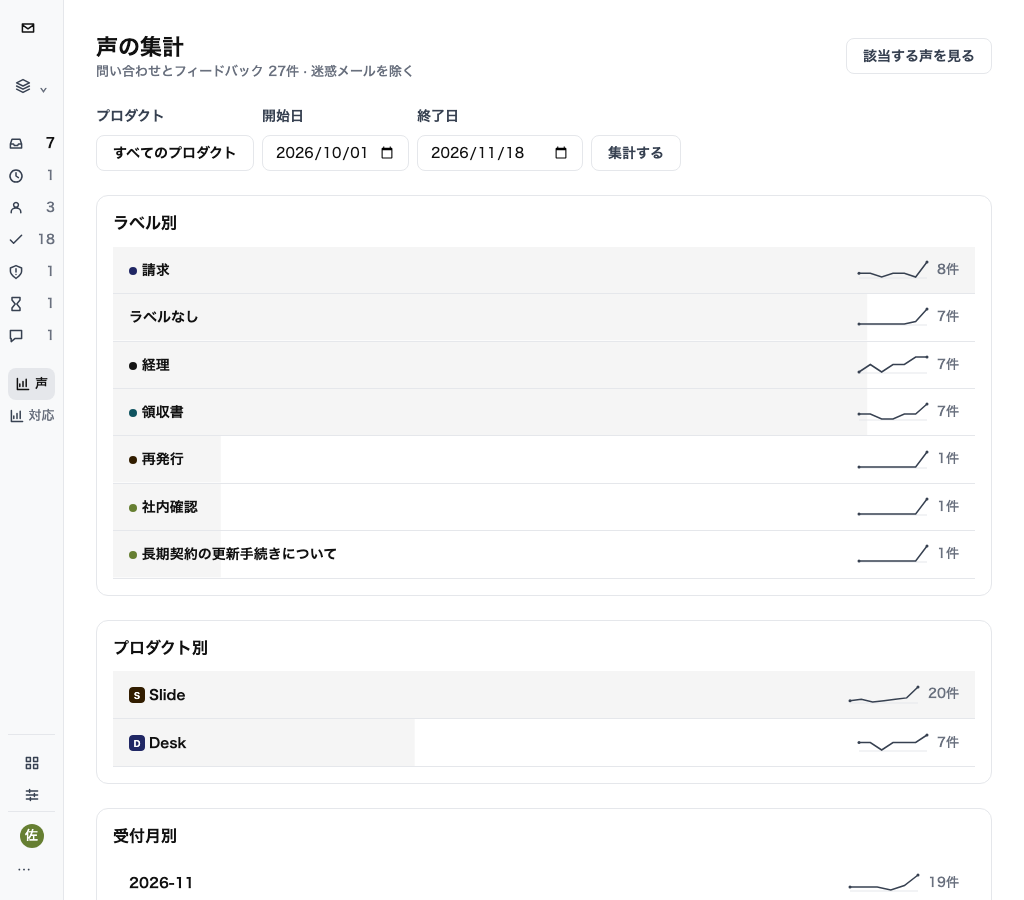 声の集計
問い合わせとフィードバック 27件 · 迷惑メールを除く
該当する声を見る
プロダクト
開始日
終了日
すべてのプロダクト
2026/10/01
2026/11/18
集計する
7
1
3
18
1
1
1
声
対応
ラベル別
請求 8件
ラベルなし 7件
経理 7件
領収書 7件
再発行 1件
社内確認 1件
長期契約の更新手続きについて 1件
プロダクト別
S Slide 20件
D Desk 7件
受付月別
2026-11 19件
佐
…